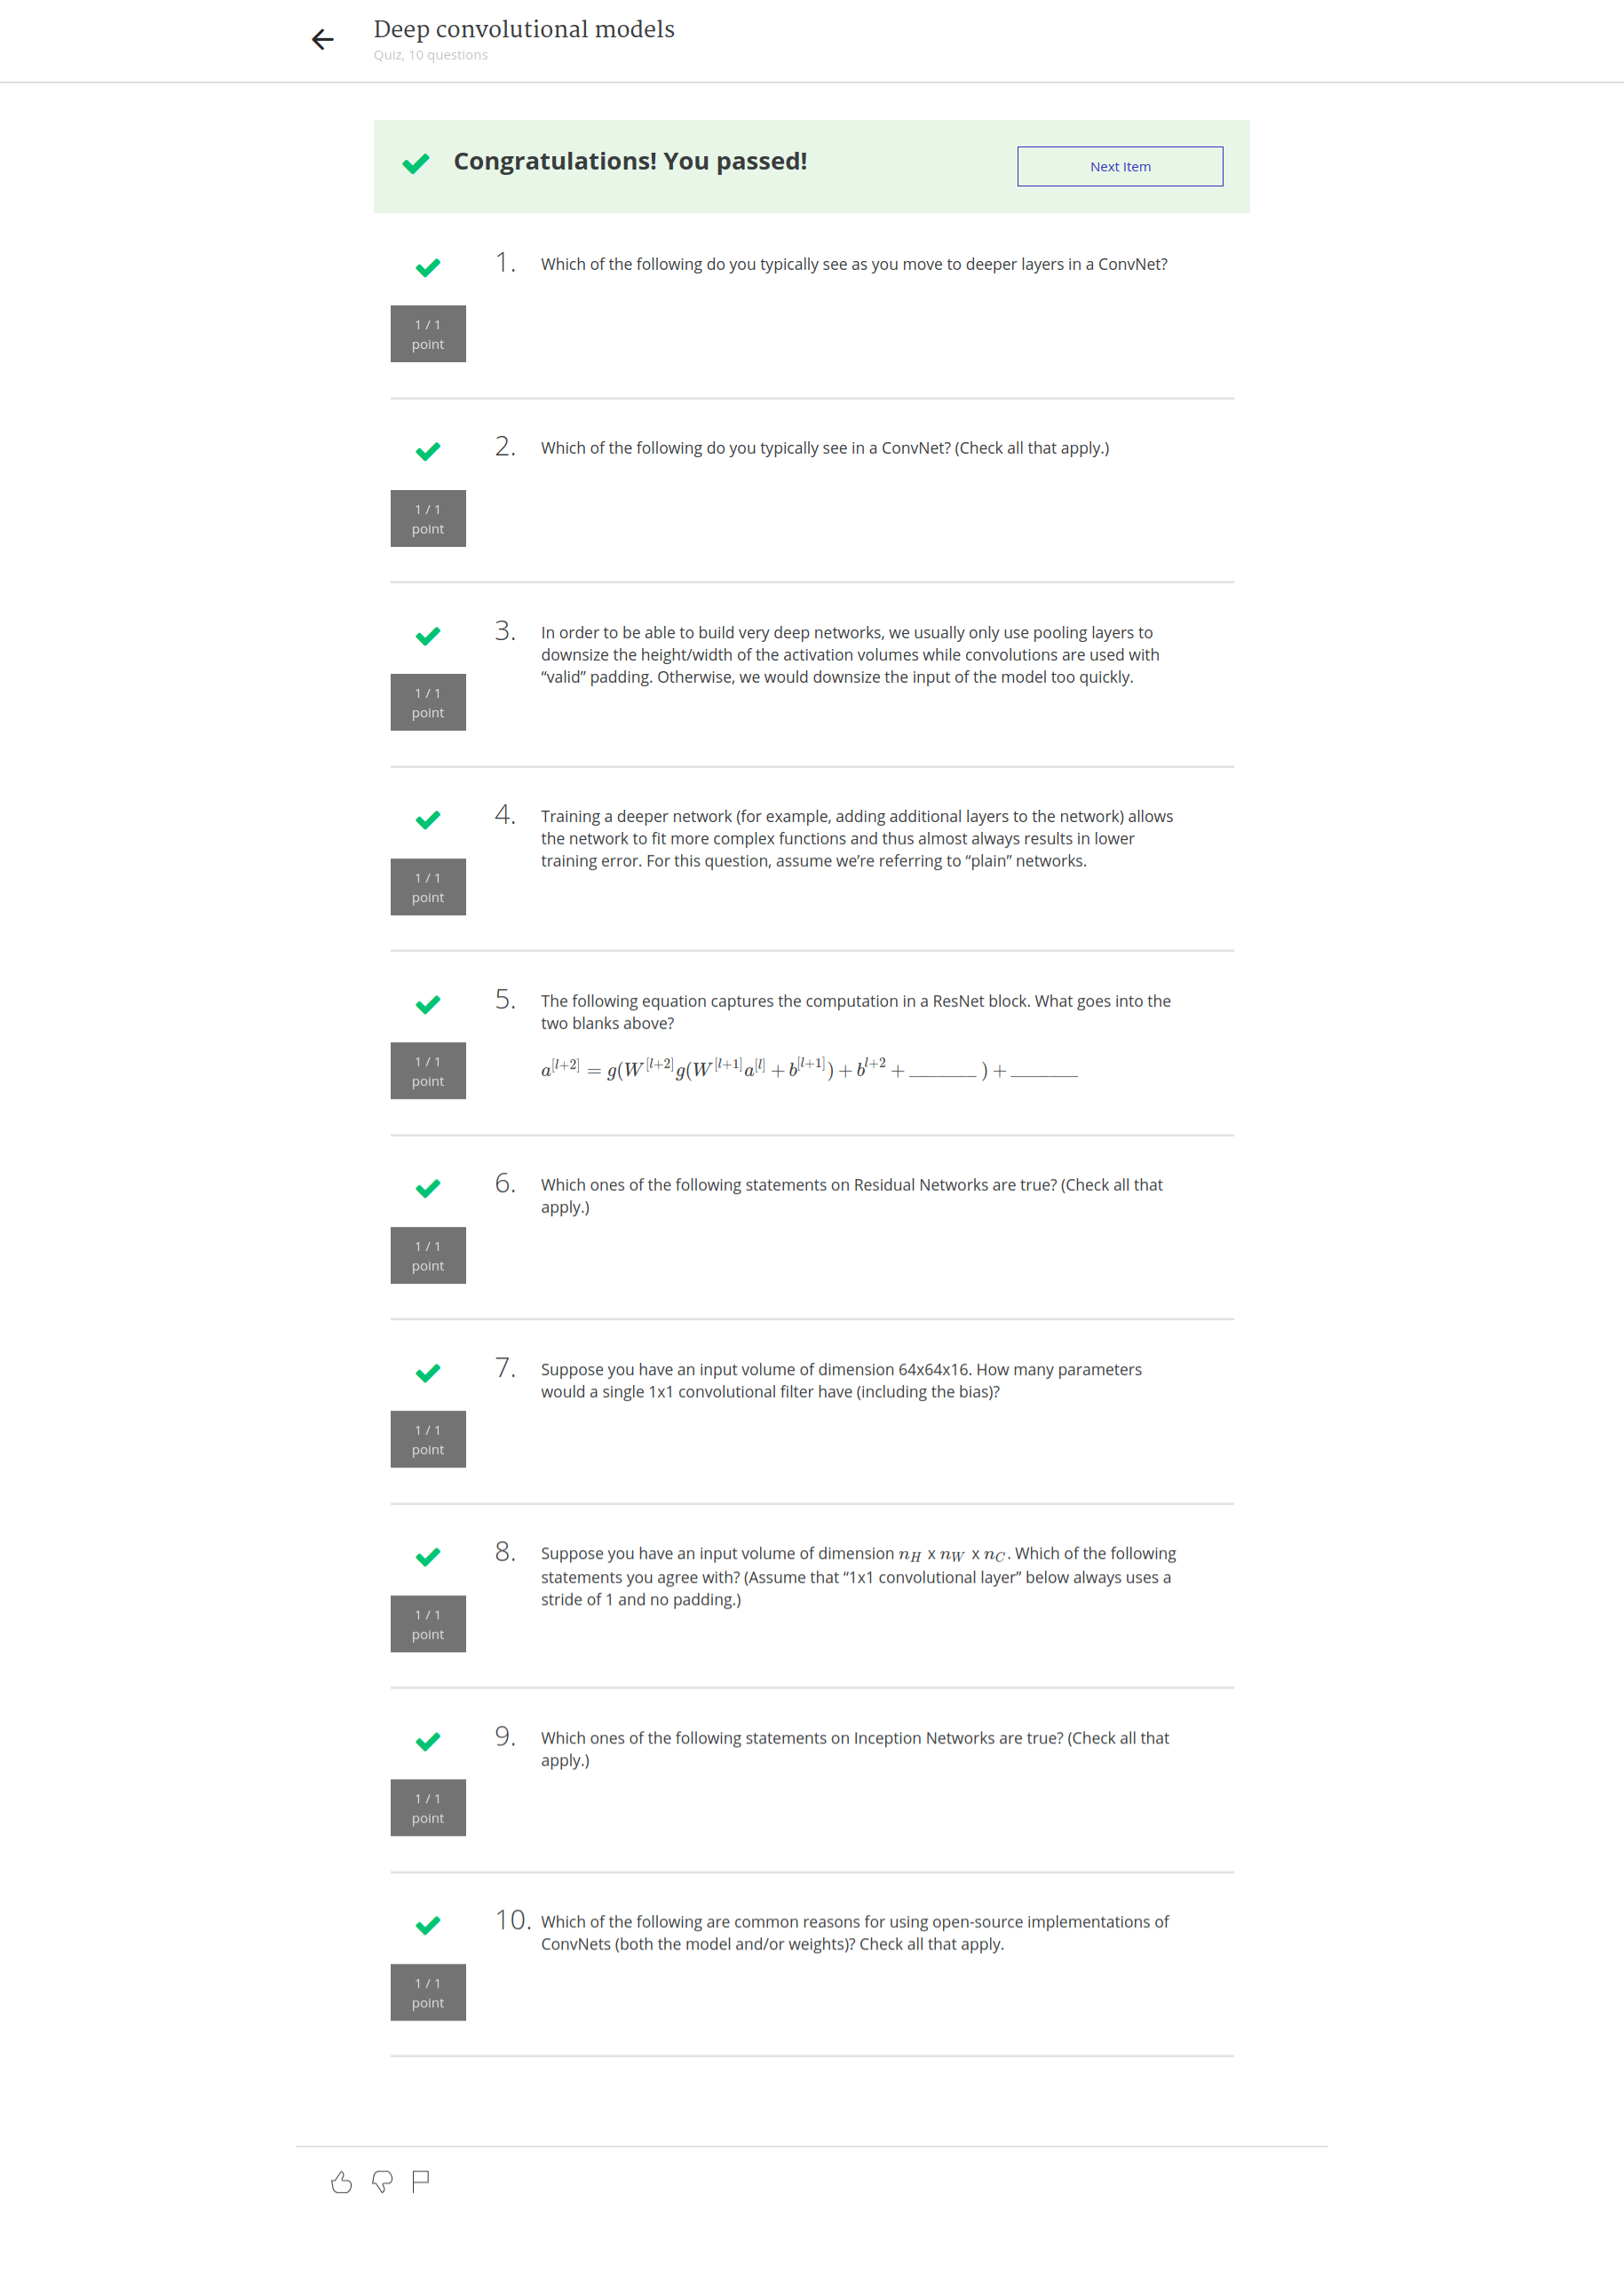 Deep convolutional models
Quiz, 10 questions
Congratulations! You passed!
Next Item
1. Which of the following do you typically see as you move to deeper layers in a ConvNet?
1 / 1
point
2. Which of the following do you typically see in a ConvNet? (Check all that apply.)
1 / 1
point
3. In order to be able to build very deep networks, we usually only use pooling layers to
downsize the height/width of the activation volumes while convolutions are used with
“valid” padding. Otherwise, we would downsize the input of the model too quickly.
1 / 1
point
4. Training a deeper network (for example, adding additional layers to the network) allows
the network to fit more complex functions and thus almost always results in lower
training error. For this question, assume we’re referring to “plain” networks.
1 / 1
point
5. The following equation captures the computation in a ResNet block. What goes into the
two blanks above?
a^{[l+2]} = g(W^{[l+2]}g(W^{[l+1]}a^{[l]} + b^{[l+1]}) + b^{l+2} + _______ ) + _______
1 / 1
point
6. Which ones of the following statements on Residual Networks are true? (Check all that
apply.)
1 / 1
point
7. Suppose you have an input volume of dimension 64x64x16. How many parameters
would a single 1x1 convolutional filter have (including the bias)?
1 / 1
point
8. Suppose you have an input volume of dimension n_H x n_W x n_C. Which of the following
statements you agree with? (Assume that “1x1 convolutional layer” below always uses a
stride of 1 and no padding.)
1 / 1
point
9. Which ones of the following statements on Inception Networks are true? (Check all that
apply.)
1 / 1
point
10. Which of the following are common reasons for using open-source implementations of
ConvNets (both the model and/or weights)? Check all that apply.
1 / 1
point